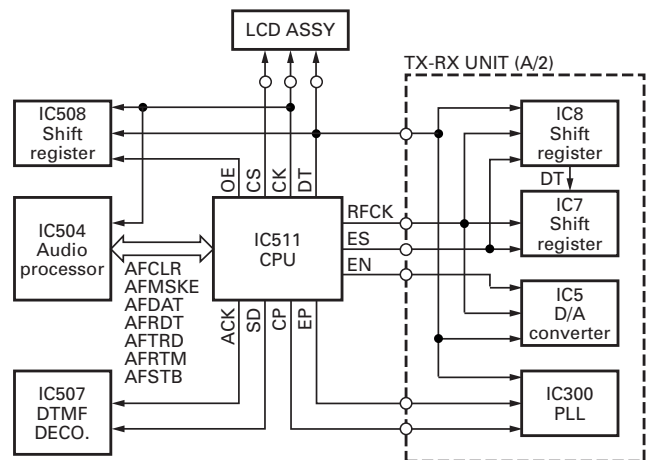 LCD ASSY
TX-RX UNIT (A/2)
IC508
Shift
register
IC8
Shift
register
OE
CS
CK
DT
DT
RFCK
IC7
Shift
register
IC504
Audio
processor
IC511
CPU
ES
EN
AFCLR
AFMSKE
AFDAT
AFRDT
AFTRD
AFRTM
AFSTB
IC5
D/A
converter
ACK
SD
CP
EP
IC507
DTMF
DECO.
IC300
PLL